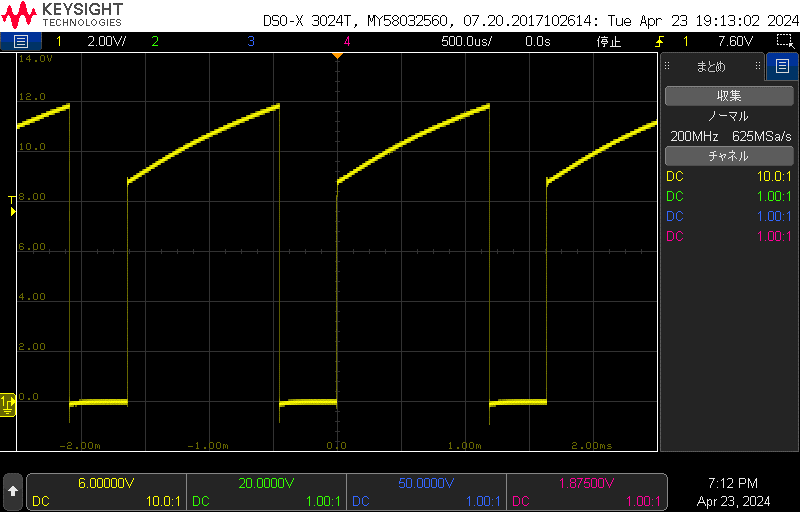 KEYSIGHT
TECHNOLOGIES
DSO-X 3024T, MY58032560, 07.20.2017102614: Tue Apr 23 19:13:02 2024
1 2.00V/ 2 3 4 500.0us/ 0.0s 停止 1 7.60V
14.0V
12.0
10.0
8.00
6.00
4.00
2.00
0.0
-2.00m -1.00m 0.0 1.00m 2.00ms
T
1
まとめ
収集
ノーマル
200MHz 625MSa/s
チャネル
DC 10.0:1
DC 1.00:1
DC 1.00:1
DC 1.00:1
6.00000V 20.0000V 50.0000V 1.87500V
DC 10.0:1 DC 1.00:1 DC 1.00:1 DC 1.00:1
7:12 PM
Apr 23, 2024